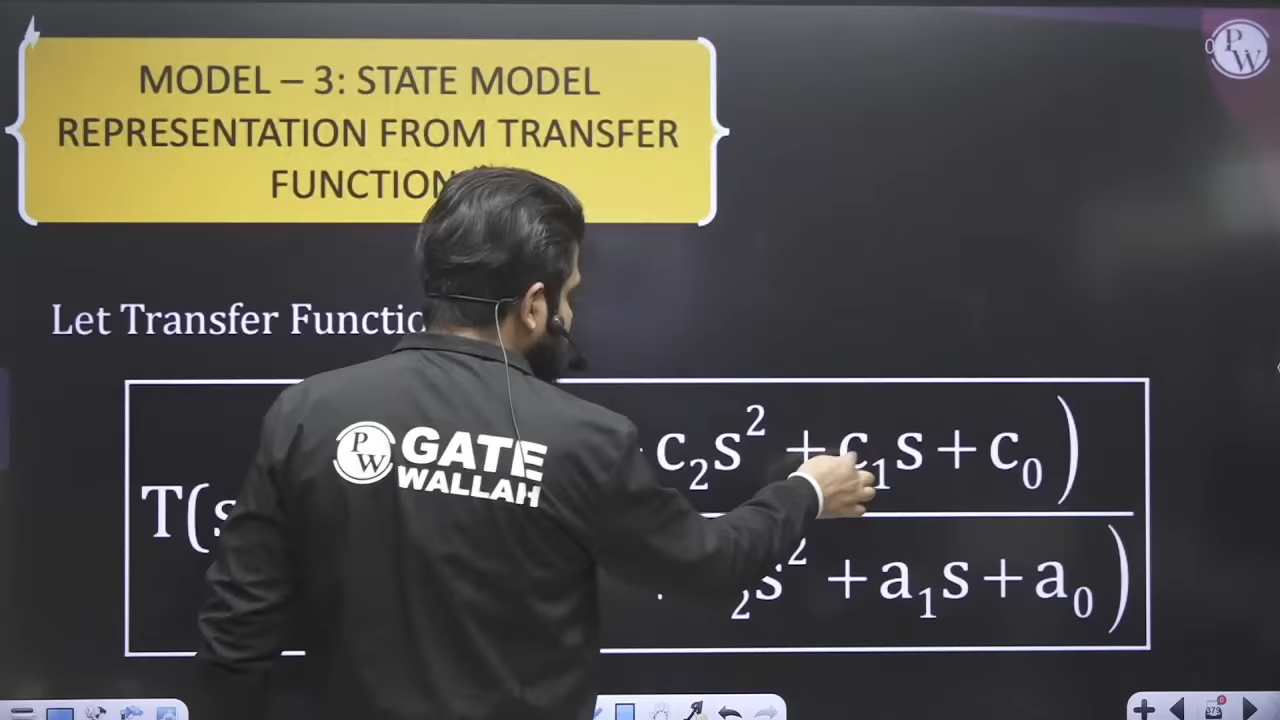 MODEL – 3: STATE MODEL
REPRESENTATION FROM TRANSFER
FUNCTION
PW
Let Transfer Functio
T(s
c₂s² + c₁s + c₀)
₂s² + a₁s + a₀)
PW GATE
WALLAH